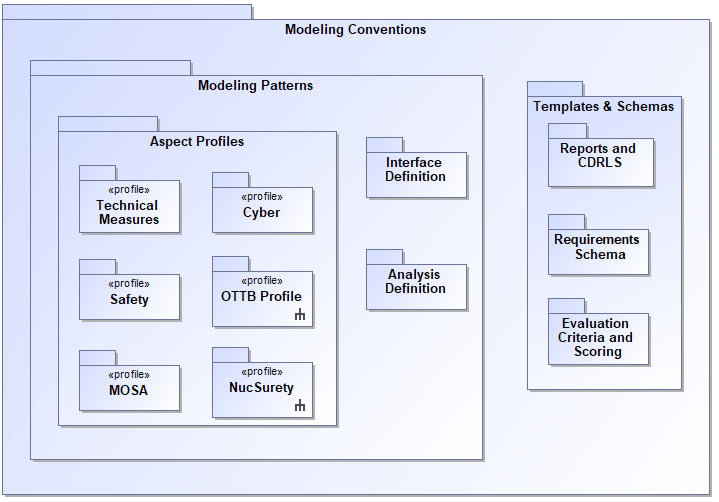 Modeling Conventions
Modeling Patterns
Aspect Profiles
«profile»
Technical
Measures
«profile»
Cyber
«profile»
Safety
«profile»
OTTB Profile
«profile»
MOSA
«profile»
NucSurety
Interface
Definition
Analysis
Definition
Templates & Schemas
Reports and
CDRLS
Requirements
Schema
Evaluation
Criteria and
Scoring